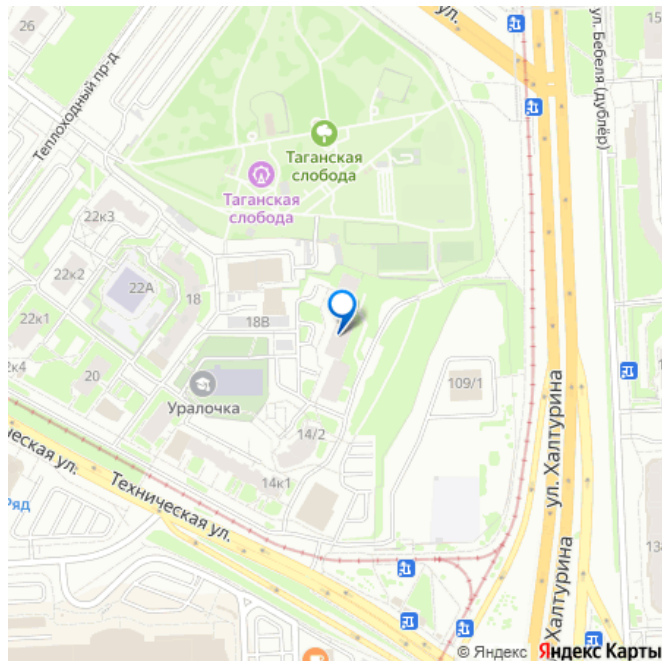 26
ул.
15
ул. Бебеля (дублёр)
Теплоходный пр-д
Таганская
слобода
Таганская
слобода
22к3
22к2
22А
18
22к1
18В
2к4
20
109/1
Уралочка
14/2
ул. Халтурина
ческая ул.
14к1
Техническая ул.
Ряд
13
Халтурина
© Яндекс Яндекс Карты